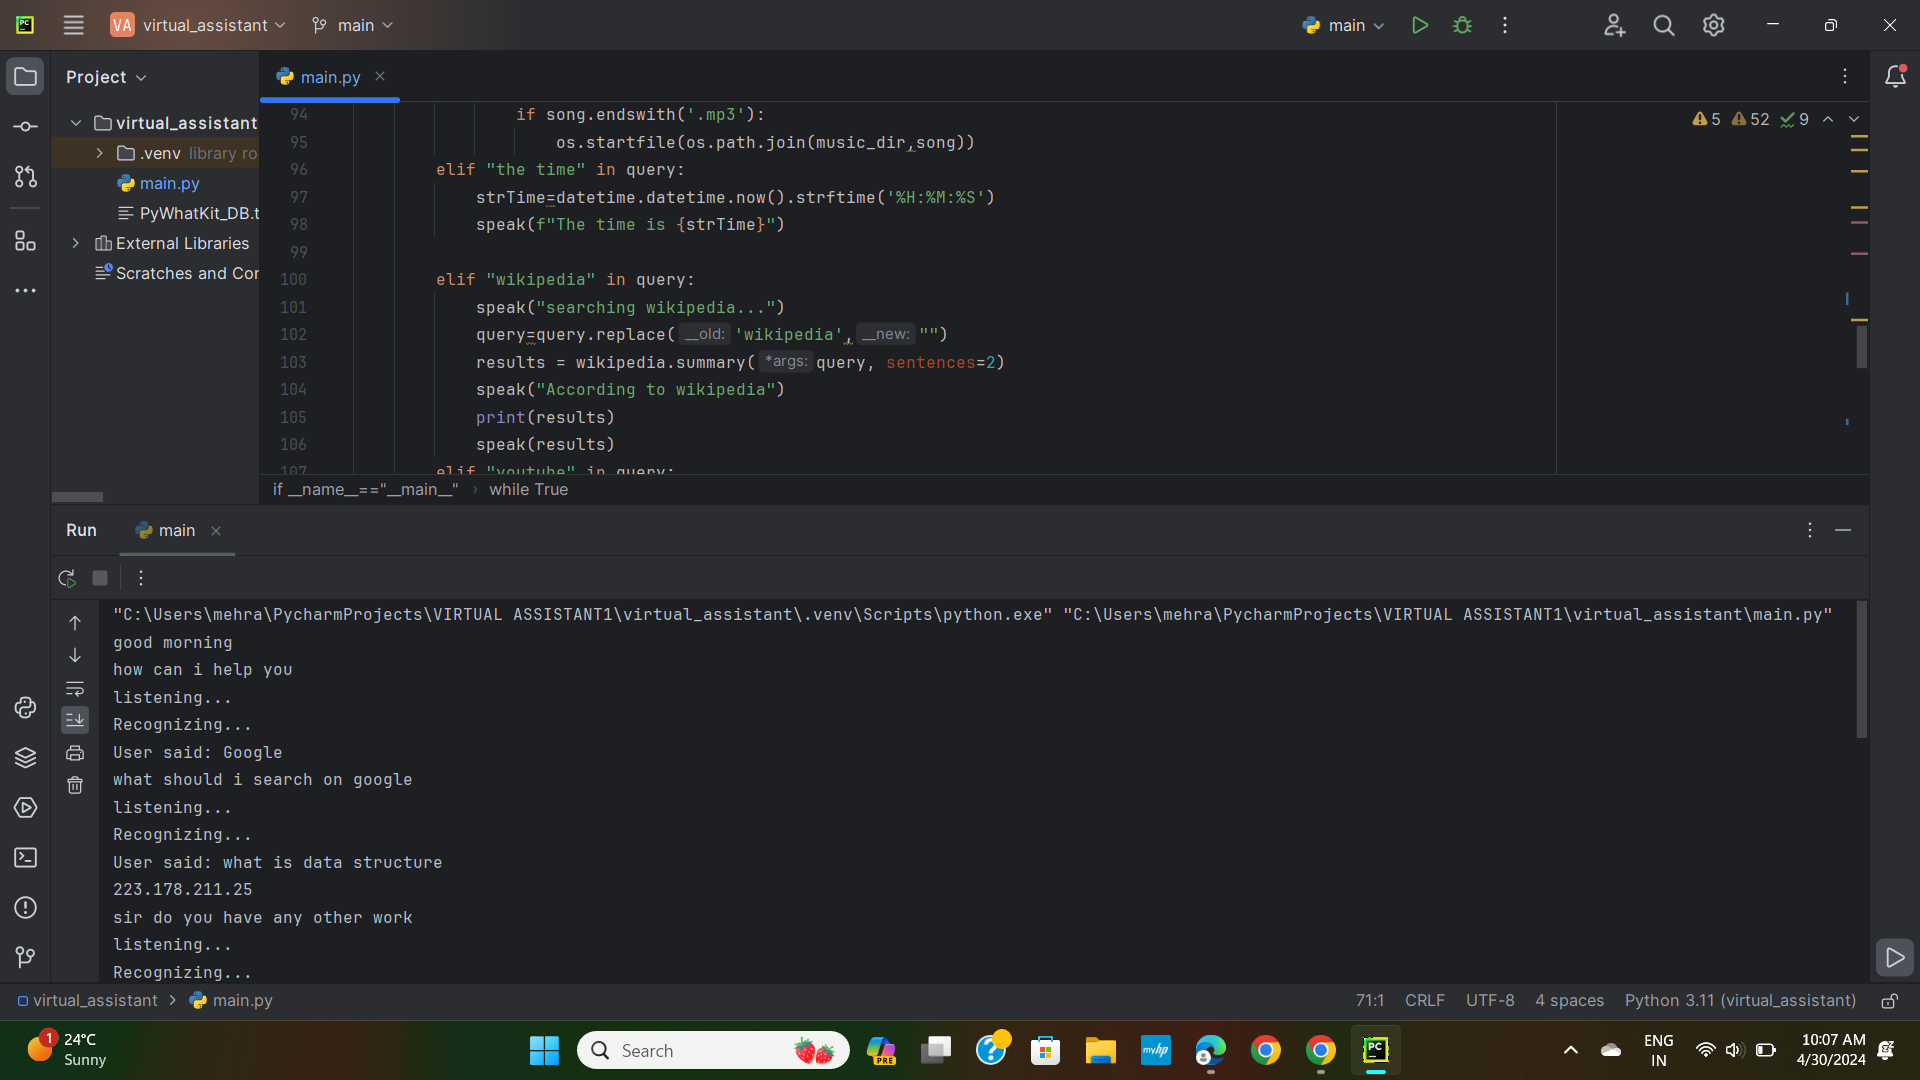 PC
VA virtual_assistant
main
main
Project
main.py
virtual_assistant
.venv library ro
main.py
PyWhatKit_DB.t
External Libraries
Scratches and Cor
5 52 9
94 if song.endswith('.mp3'):
95 os.startfile(os.path.join(music_dir,song))
96 elif "the time" in query:
97 strTime=datetime.datetime.now().strftime('%H:%M:%S')
98 speak(f"The time is {strTime}")
99
100 elif "wikipedia" in query:
101 speak("searching wikipedia...")
102 query=query.replace( __old: 'wikipedia', __new: "")
103 results = wikipedia.summary( *args: query, sentences=2)
104 speak("According to wikipedia")
105 print(results)
106 speak(results)
107 elif "youtube" in query:
if __name__=="__main__" › while True
Run
main
"C:\Users\mehra\PycharmProjects\VIRTUAL ASSISTANT1\virtual_assistant\.venv\Scripts\python.exe" "C:\Users\mehra\PycharmProjects\VIRTUAL ASSISTANT1\virtual_assistant\main.py"
good morning
how can i help you
listening...
Recognizing...
User said: Google
what should i search on google
listening...
Recognizing...
User said: what is data structure
223.178.211.25
sir do you have any other work
listening...
Recognizing...
virtual_assistant > main.py
71:1 CRLF UTF-8 4 spaces Python 3.11 (virtual_assistant)
1
24°C
Sunny
Search
PRE
myhp
PC
ENG
IN
10:07 AM
4/30/2024